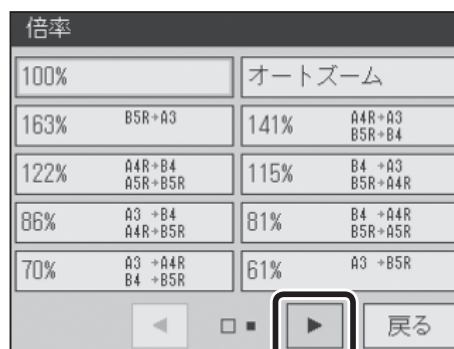 倍率
100%
オートズーム
163% B5R→A3
141% A4R→A3
B5R→B4
122% A4R→B4
A5R→B5R
115% B4 →A3
B5R→A4R
86% A3 →B4
A4R→B5R
81% B4 →A4R
B5R→A5R
70% A3 →A4R
B4 →B5R
61% A3 →B5R
戻る